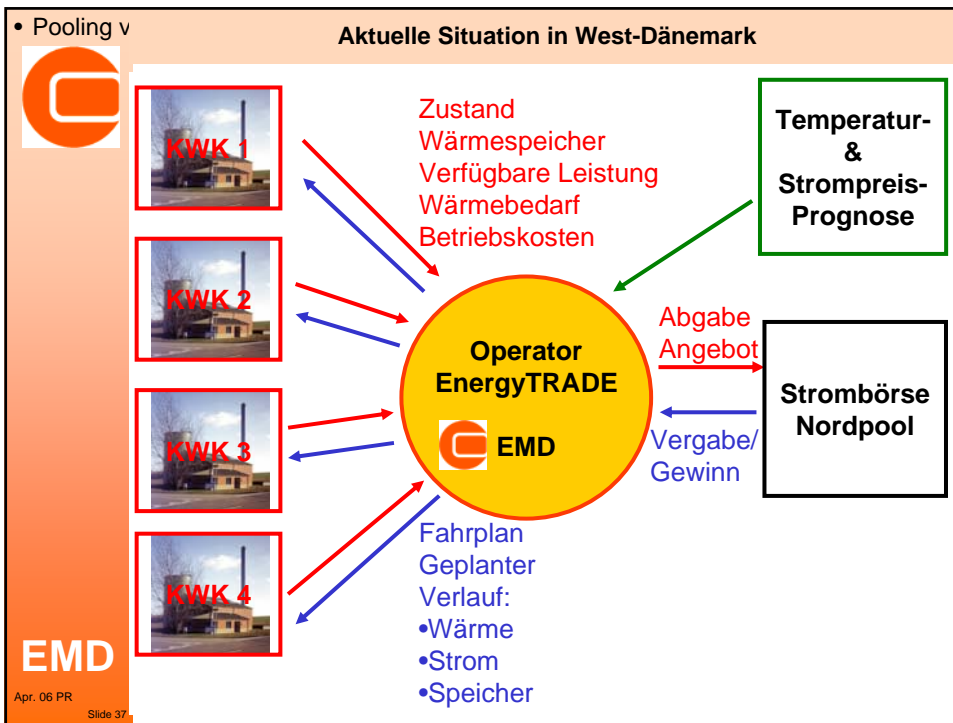 • Pooling v
Aktuelle Situation in West-Dänemark
KWK 1
KWK 2
KWK 3
KWK 4
Zustand
Wärmespeicher
Verfügbare Leistung
Wärmebedarf
Betriebskosten
Temperatur-
&
Strompreis-
Prognose
Operator
EnergyTRADE
EMD
Abgabe
Angebot
Strombörse
Nordpool
Vergabe/
Gewinn
Fahrplan
Geplanter
Verlauf:
•Wärme
•Strom
•Speicher
EMD
Apr. 06 PR
Slide 37